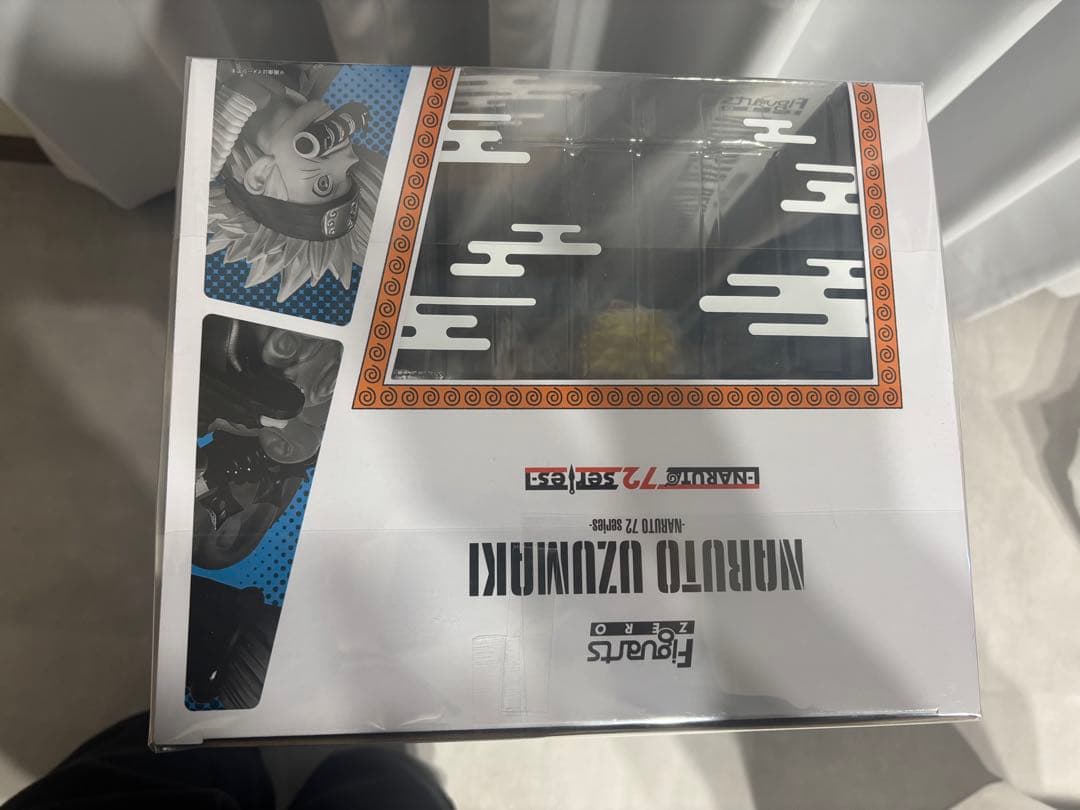 Figuarts
ZERO
NARUTO UZUMAKI
-NARUTO 72 series-
-NARUTO 72 series-
Figuarts